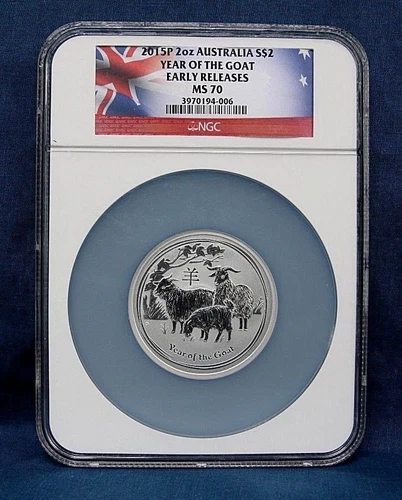 2015P 2oz AUSTRALIA S$2
YEAR OF THE GOAT
EARLY RELEASES
MS 70
3970194-006
NGC
羊
Year of the Goat